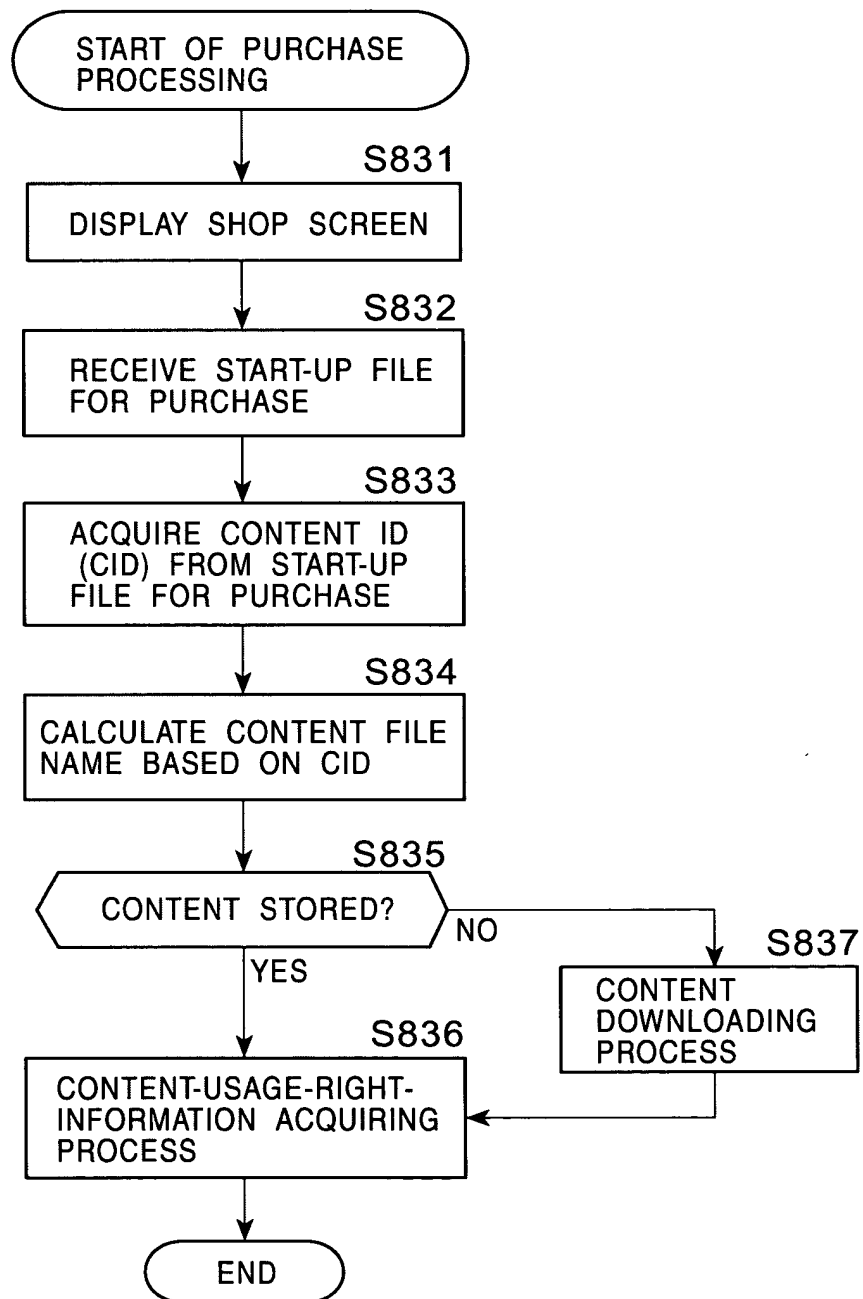 START OF PURCHASE
PROCESSING
S831
DISPLAY SHOP SCREEN
S832
RECEIVE START-UP FILE
FOR PURCHASE
S833
ACQUIRE CONTENT ID
(CID) FROM START-UP
FILE FOR PURCHASE
S834
CALCULATE CONTENT FILE
NAME BASED ON CID
S835
CONTENT STORED?
NO
YES
S837
CONTENT
DOWNLOADING
PROCESS
S836
CONTENT-USAGE-RIGHT-
INFORMATION ACQUIRING
PROCESS
END